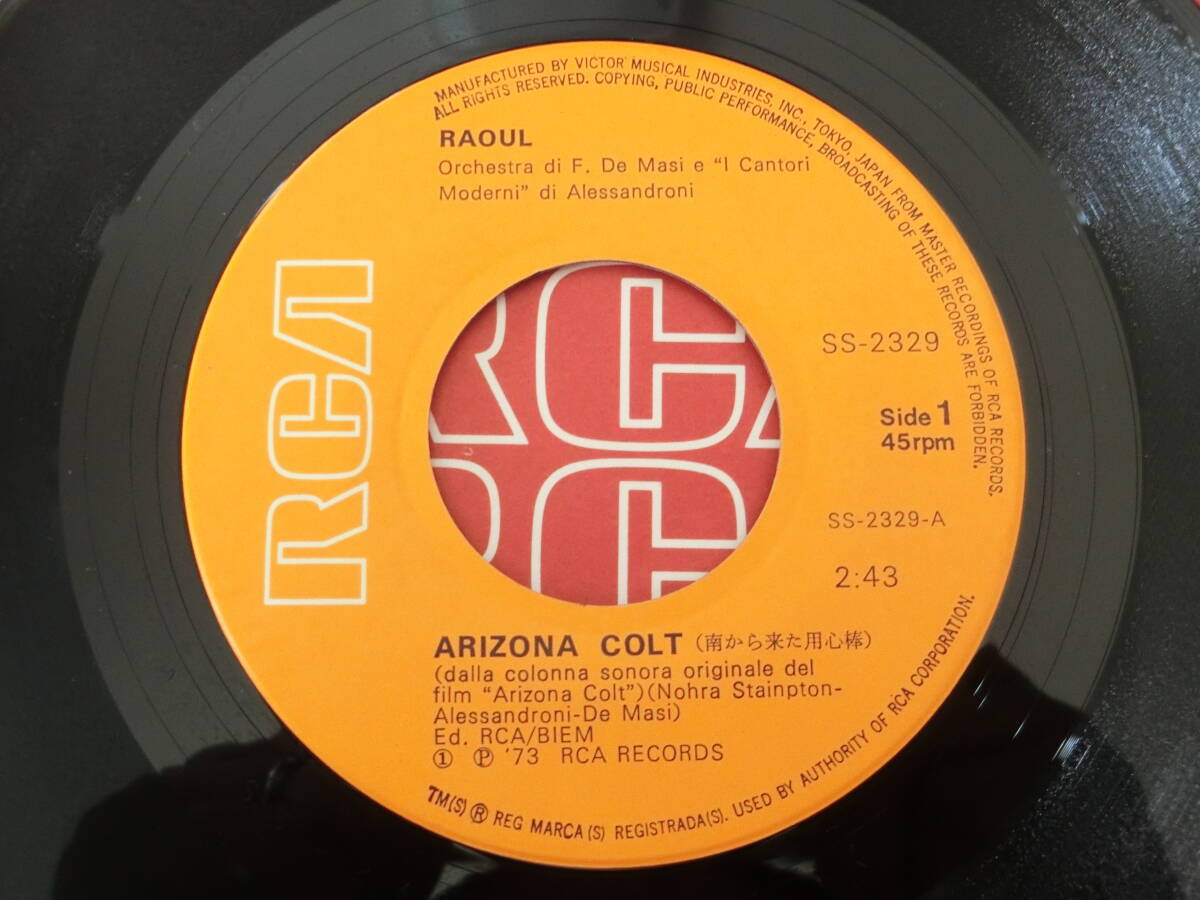 MANUFACTURED BY VICTOR MUSICAL INDUSTRIES, INC., TOKYO, JAPAN FROM MASTER RECORDINGS OF RCA RECORDS.
ALL RIGHTS RESERVED. COPYING, PUBLIC PERFORMANCE, BROADCASTING OF THESE RECORDS ARE FORBIDDEN.
RAOUL
Orchestra di F. De Masi e “I Cantori
Moderni” di Alessandroni
RCA
SS-2329
Side 1
45rpm
SS-2329-A
2:43
ARIZONA COLT (南から来た用心棒)
(dalla colonna sonora originale del
film “Arizona Colt”)(Nohra Stainpton-
Alessandroni-De Masi)
Ed. RCA/BIEM
① Ⓟ '73 RCA RECORDS
TM(S) ® REG MARCA(S) REGISTRADA(S). USED BY AUTHORITY OF RCA CORPORATION.